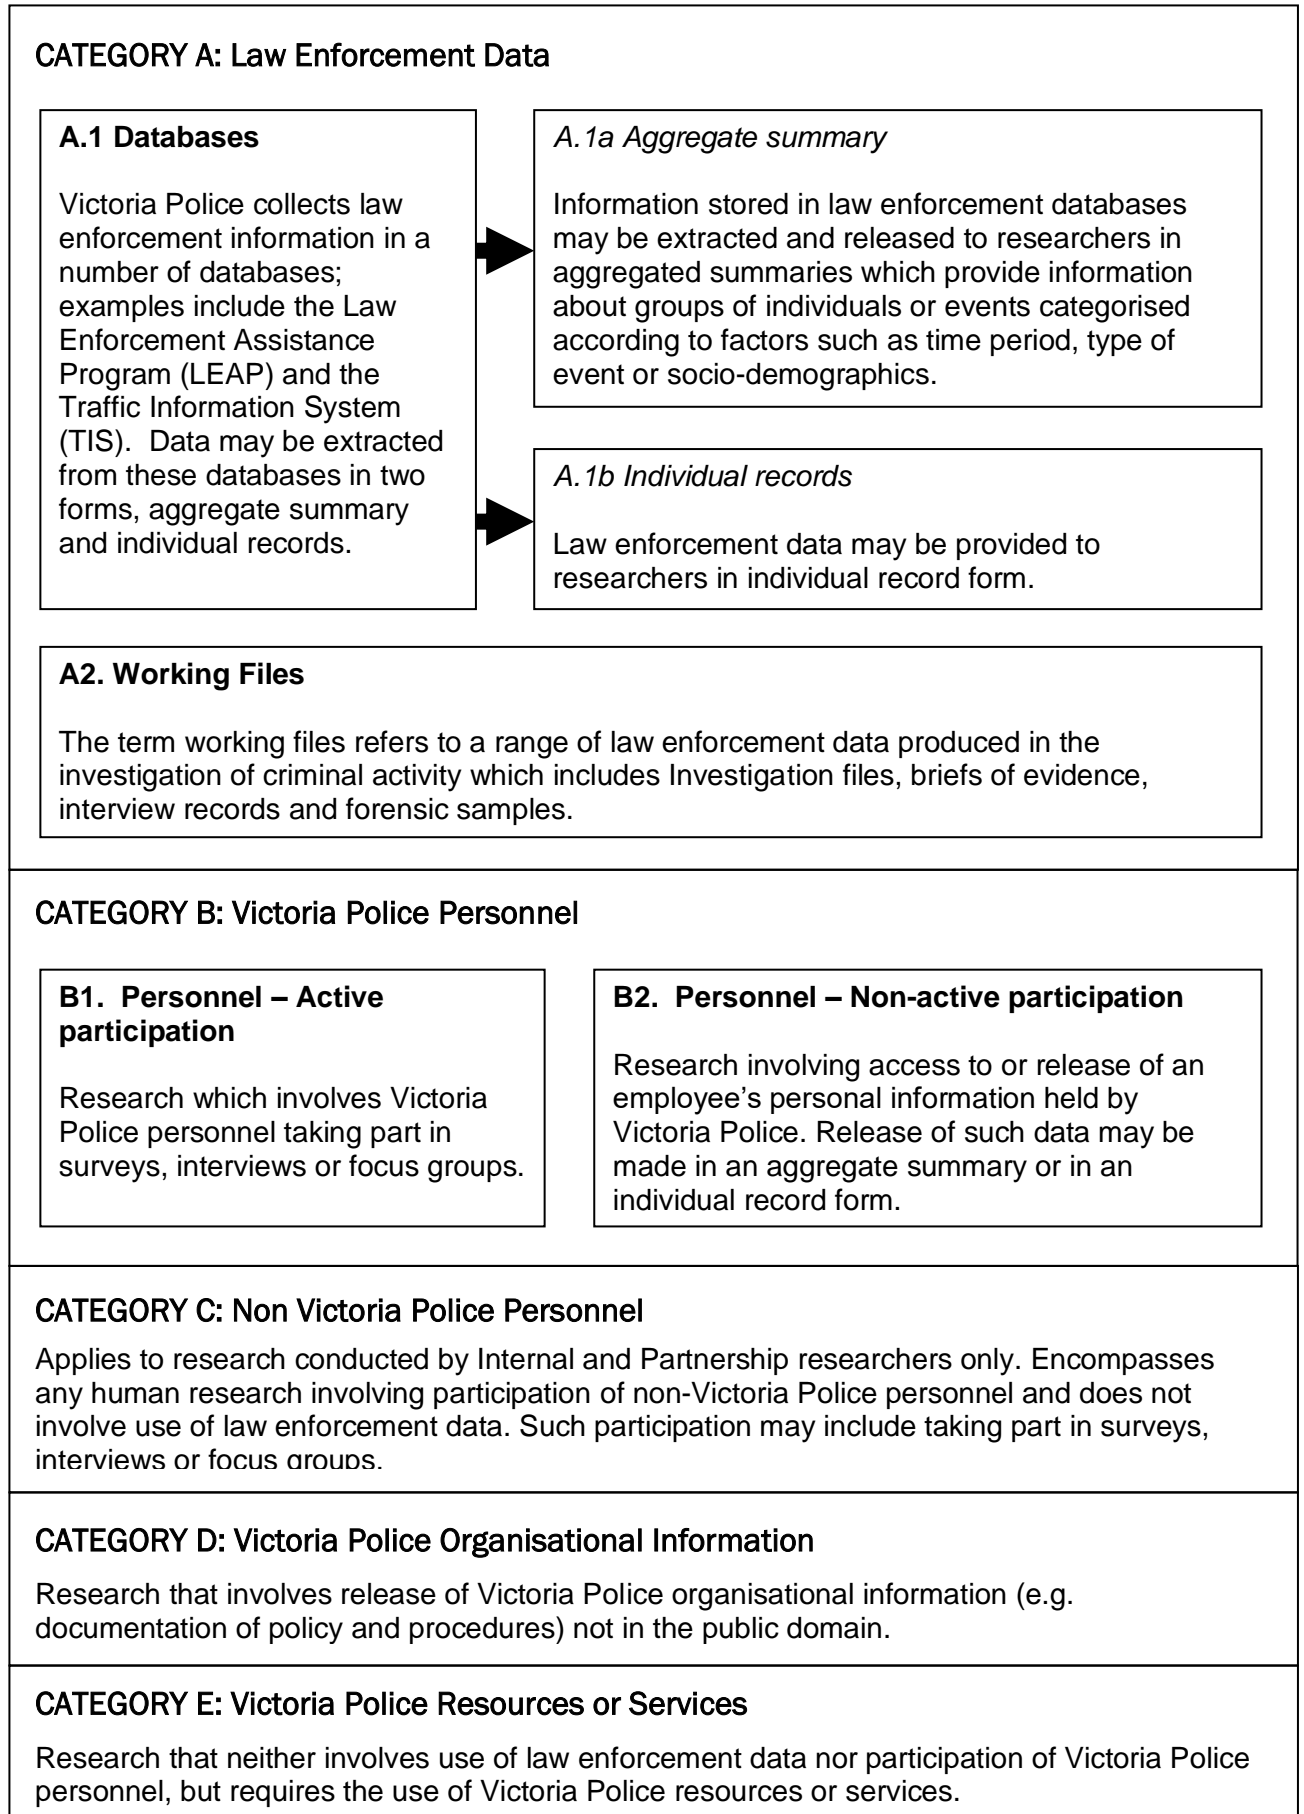 CATEGORY A: Law Enforcement Data
A.1 Databases
Victoria Police collects law
enforcement information in a
number of databases;
examples include the Law
Enforcement Assistance
Program (LEAP) and the
Traffic Information System
(TIS).  Data may be extracted
from these databases in two
forms, aggregate summary
and individual records.
A.1a Aggregate summary
Information stored in law enforcement databases
may be extracted and released to researchers in
aggregated summaries which provide information
about groups of individuals or events categorised
according to factors such as time period, type of
event or socio-demographics.
A.1b Individual records
Law enforcement data may be provided to
researchers in individual record form.
A2. Working Files
The term working files refers to a range of law enforcement data produced in the
investigation of criminal activity which includes Investigation files, briefs of evidence,
interview records and forensic samples.
CATEGORY B: Victoria Police Personnel
B1.  Personnel – Active
participation
Research which involves Victoria
Police personnel taking part in
surveys, interviews or focus groups.
B2.  Personnel – Non-active participation
Research involving access to or release of an
employee’s personal information held by
Victoria Police. Release of such data may be
made in an aggregate summary or in an
individual record form.
CATEGORY C: Non Victoria Police Personnel
Applies to research conducted by Internal and Partnership researchers only. Encompasses
any human research involving participation of non-Victoria Police personnel and does not
involve use of law enforcement data. Such participation may include taking part in surveys,
interviews or focus groups.
CATEGORY D: Victoria Police Organisational Information
Research that involves release of Victoria Police organisational information (e.g.
documentation of policy and procedures) not in the public domain.
CATEGORY E: Victoria Police Resources or Services
Research that neither involves use of law enforcement data nor participation of Victoria Police
personnel, but requires the use of Victoria Police resources or services.